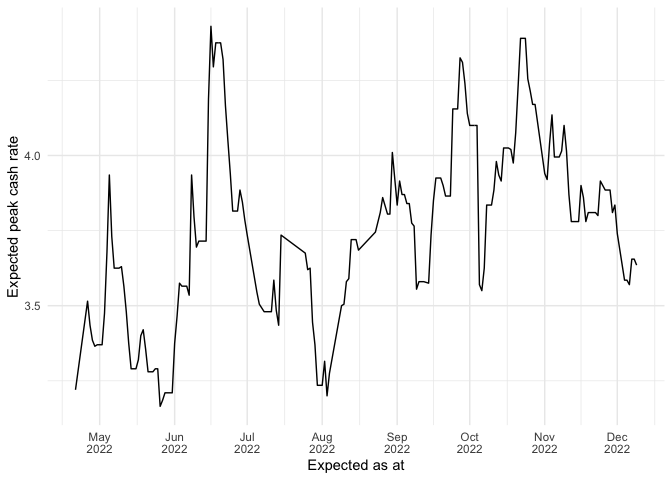 Expected peak cash rate
4.0
3.5
May Jun Jul Aug Sep Oct Nov Dec
2022 2022 2022 2022 2022 2022 2022 2022
Expected as at